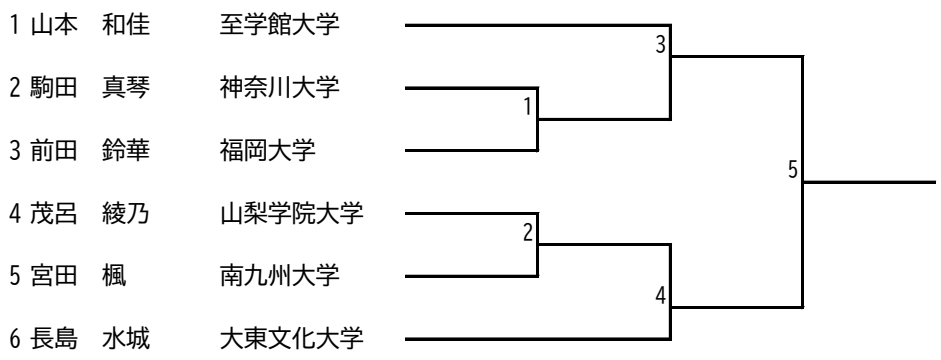 1 山本 和佳 至学館大学
3
2 駒田 真琴 神奈川大学
1
3 前田 鈴華 福岡大学
5
4 茂呂 綾乃 山梨学院大学
2
5 宮田 楓 南九州大学
4
6 長島 水城 大東文化大学